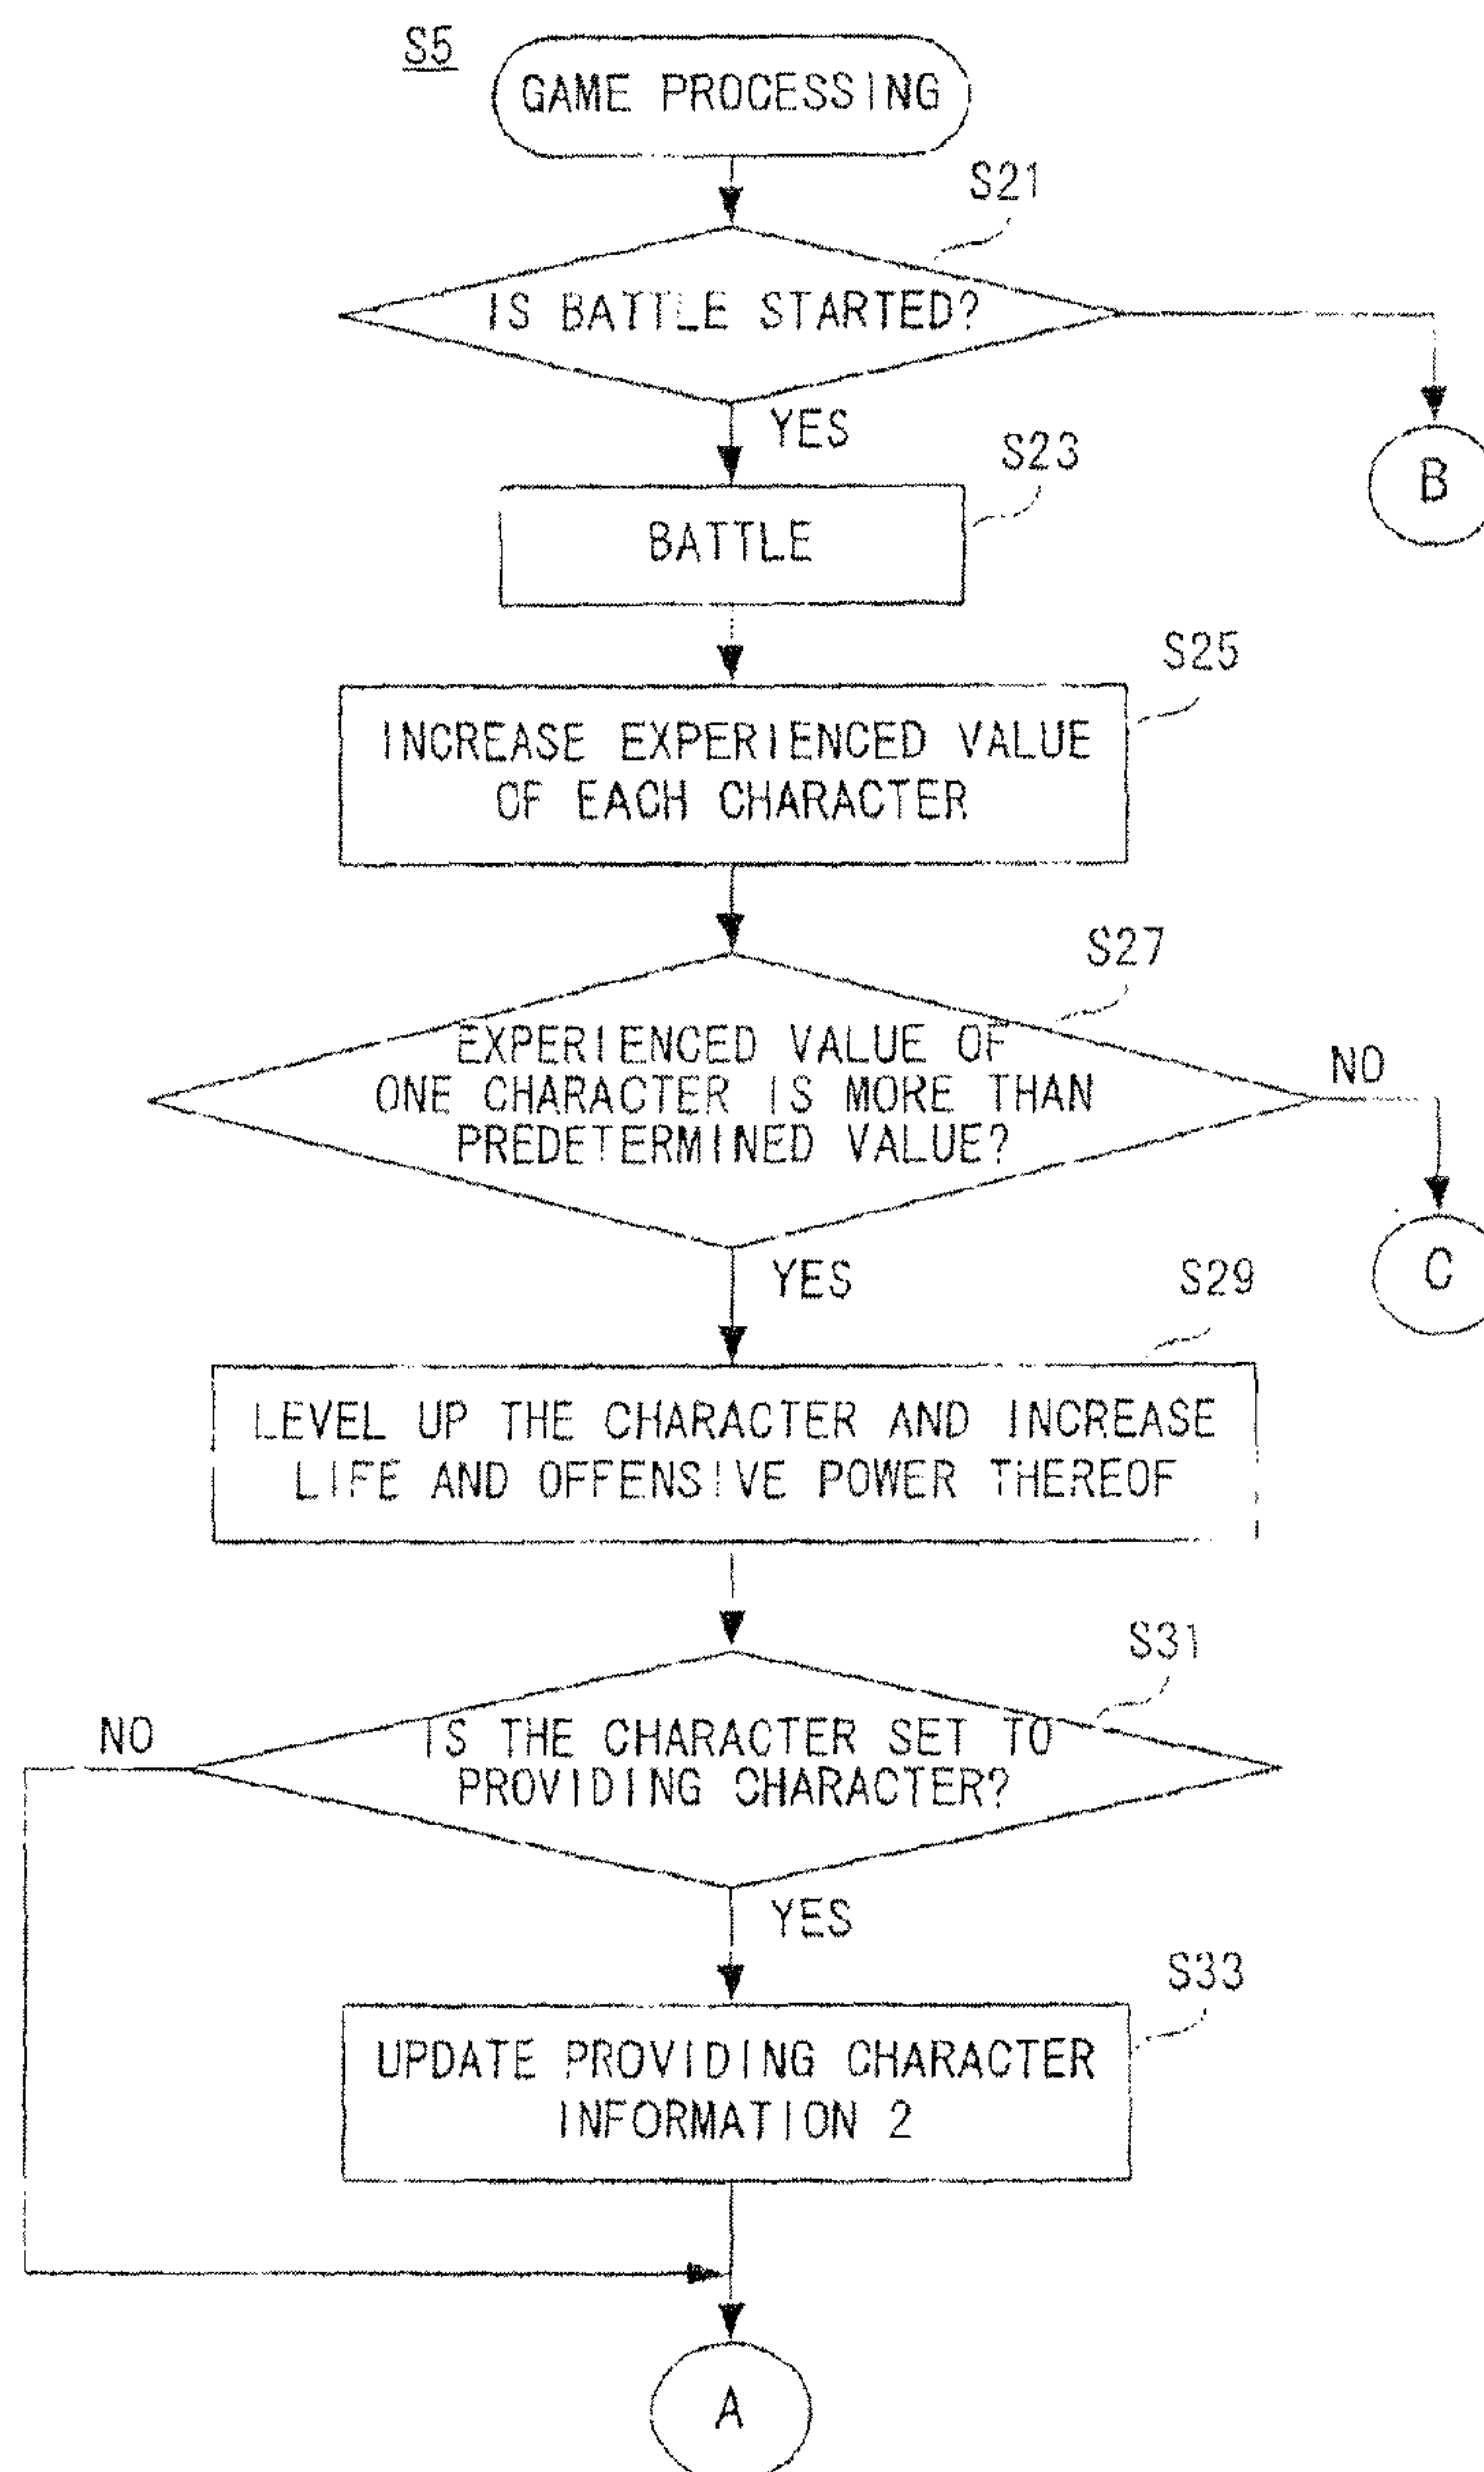 S5
GAME PROCESSING
S21
IS BATTLE STARTED?
YES
B
S23
BATTLE
S25
INCREASE EXPERIENCED VALUE
OF EACH CHARACTER
S27
EXPERIENCED VALUE OF
ONE CHARACTER IS MORE THAN
PREDETERMINED VALUE?
NO
C
YES
S29
LEVEL UP THE CHARACTER AND INCREASE
LIFE AND OFFENSIVE POWER THEREOF
S31
IS THE CHARACTER SET TO
PROVIDING CHARACTER?
NO
YES
S33
UPDATE PROVIDING CHARACTER
INFORMATION 2
A